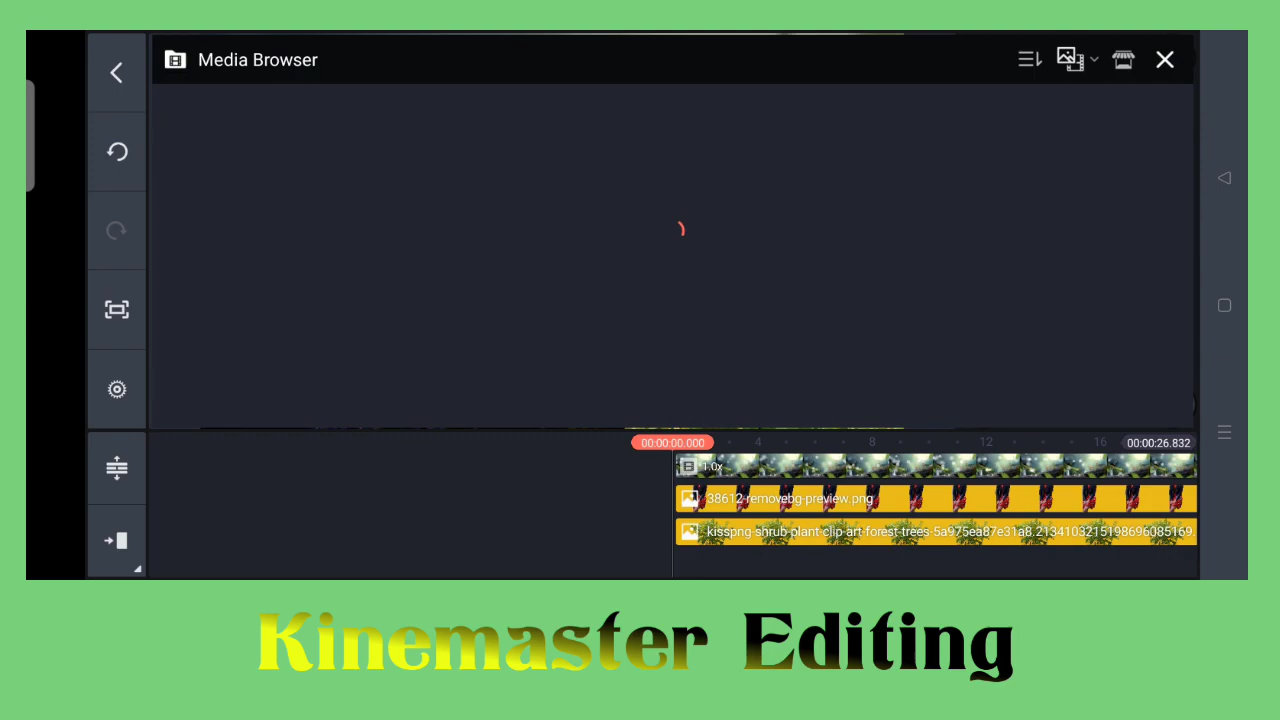 Media Browser
00:00:00.000
4
8
12
16
00:00:26.832
1.0x
38612-removebg-preview.png
kisspng-shrub-plant-clip-art-forest-trees-5a975ea87e31a8.2134103215198696085169.
Kinemaster Editing